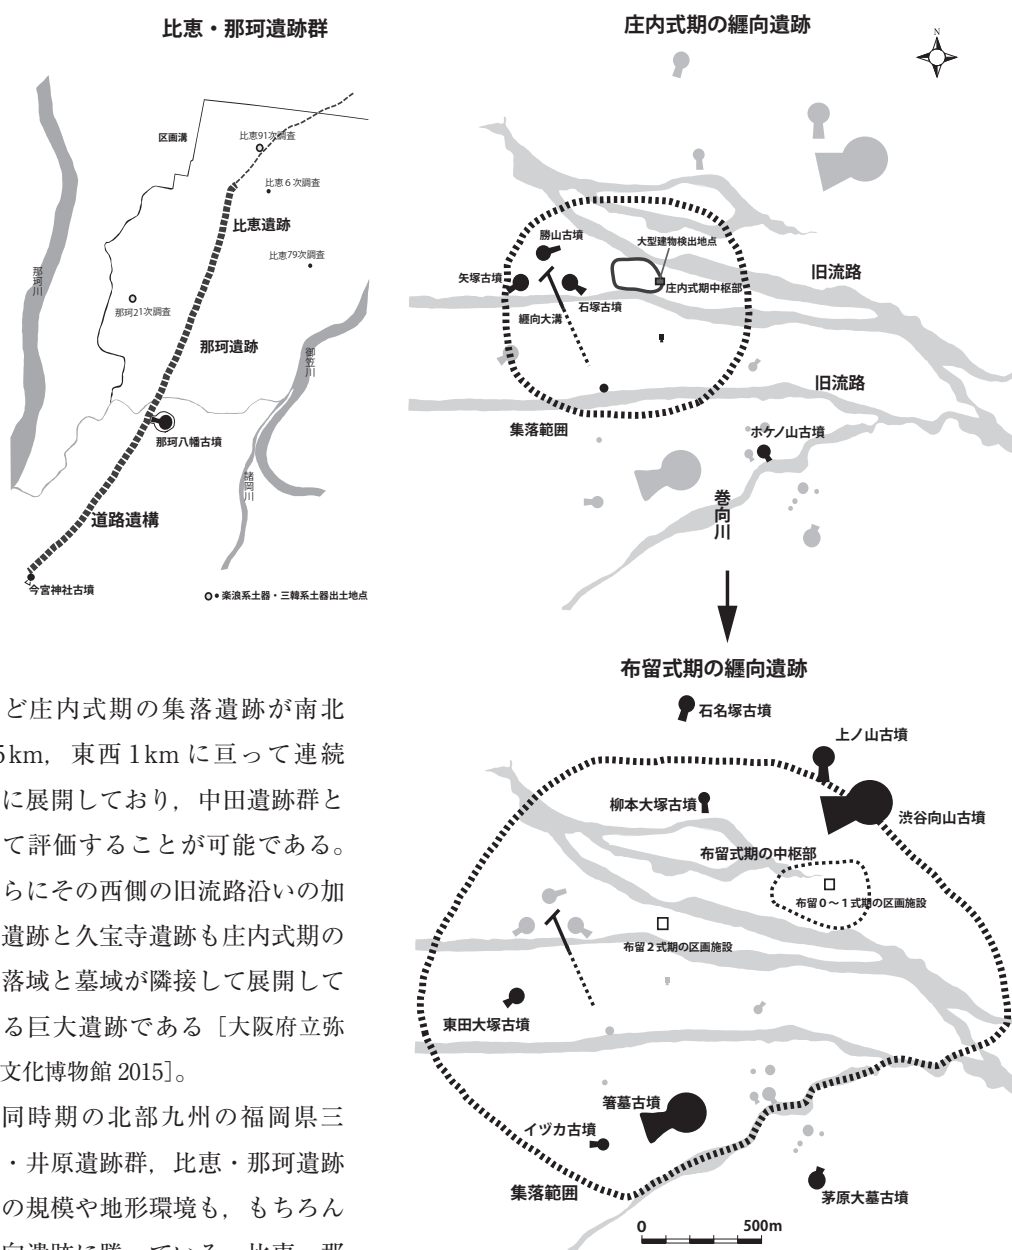 比恵・那珂遺跡群
区画溝
比恵91次調査
比恵６次調査
比恵遺跡
比恵79次調査
那珂川
那珂21次調査
那珂遺跡
御笠川
那珂八幡古墳
諸岡川
道路遺構
今宮神社古墳
楽浪系土器・三韓系土器出土地点
庄内式期の纒向遺跡
N
勝山古墳
大型建物検出地点
旧流路
矢塚古墳
庄内式期中枢部
石塚古墳
纒向大溝
旧流路
集落範囲
ホケノ山古墳
巻向川
布留式期の纒向遺跡
石名塚古墳
上ノ山古墳
柳本大塚古墳
渋谷向山古墳
布留式期の中枢部
布留０～１式期の区画施設
布留２式期の区画施設
東田大塚古墳
箸墓古墳
イヅカ古墳
集落範囲
茅原大墓古墳
0
500m
ど庄内式期の集落遺跡が南北
5km，東西1kmに亘って連続
に展開しており，中田遺跡群と
て評価することが可能である。
らにその西側の旧流路沿いの加
遺跡と久宝寺遺跡も庄内式期の
落域と墓域が隣接して展開して
る巨大遺跡である［大阪府立弥
文化博物館 2015］。
同時期の北部九州の福岡県三
・井原遺跡群，比恵・那珂遺跡
の規模や地形環境も，もちろん